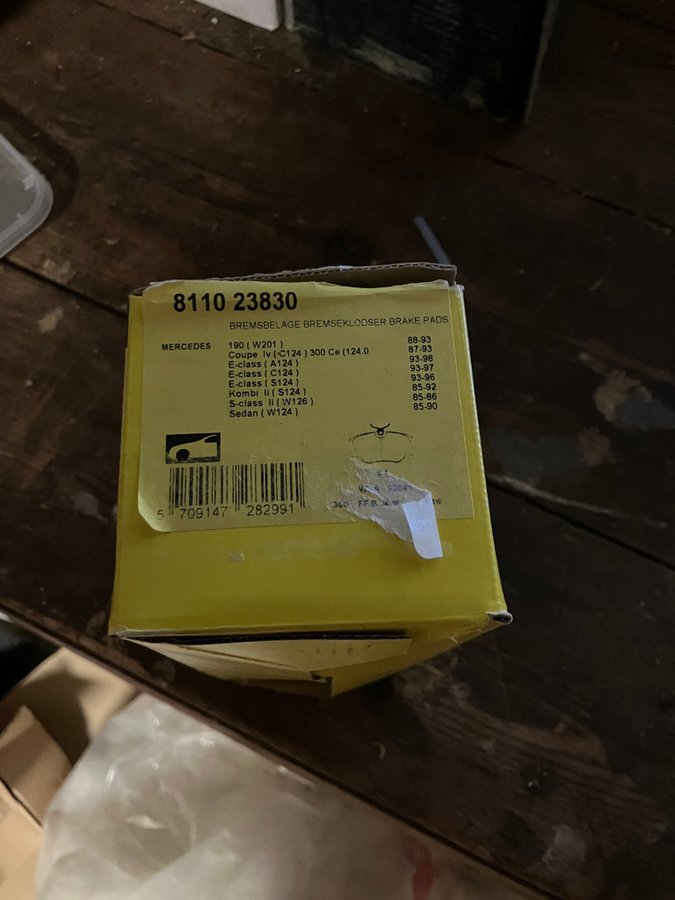 8110 23830
BREMSBELAGE BREMSEKLODSER BRAKE PADS
MERCEDES 190 ( W201 ) 88-93
Coupe Iv ( C124 ) 300 Ce (124.0 87-93
E-class ( A124 ) 93-98
E-class ( C124 ) 93-97
E-class ( S124 ) 93-96
Kombi II ( S124 ) 85-92
S-class II ( W126 ) 85-86
Sedan ( W124 ) 85-90
5 709147 282991